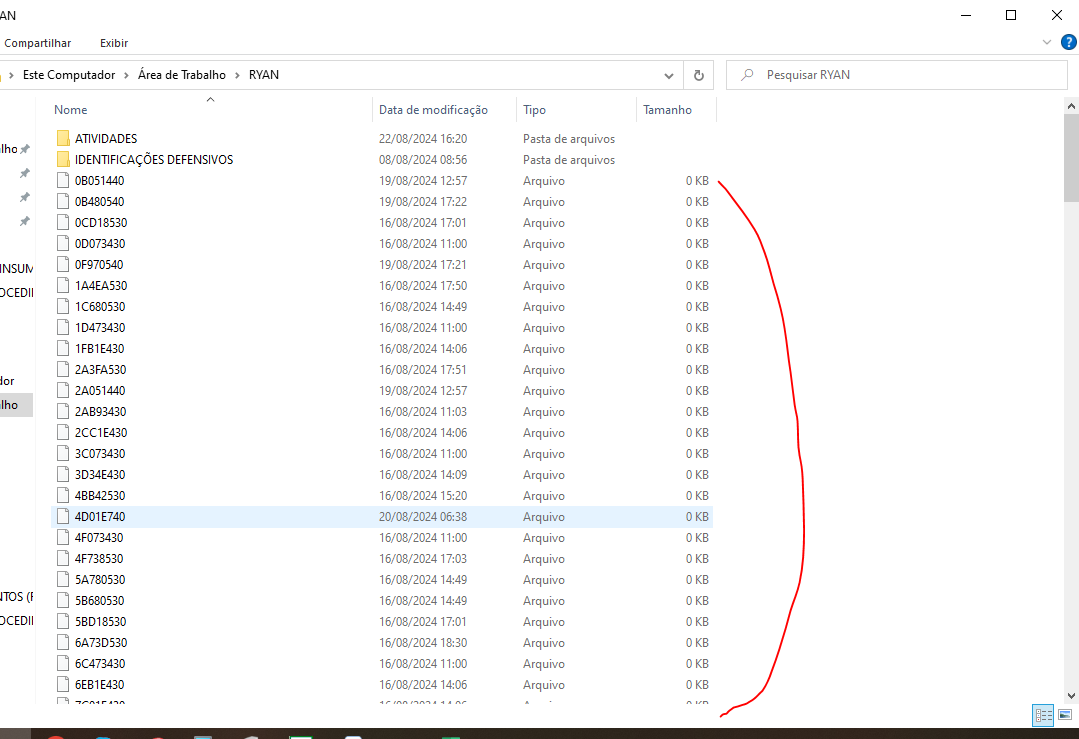 AN
Compartilhar Exibir
Este Computador Área de Trabalho RYAN
Pesquisar RYAN
Nome Data de modificação Tipo Tamanho
ATIVIDADES 22/08/2024 16:20 Pasta de arquivos
lho
IDENTIFICAÇÕES DEFENSIVOS 08/08/2024 08:56 Pasta de arquivos
0B051440 19/08/2024 12:57 Arquivo 0 KB
0B480540 19/08/2024 17:22 Arquivo 0 KB
0CD18530 16/08/2024 17:01 Arquivo 0 KB
0D073430 16/08/2024 11:00 Arquivo 0 KB
INSUM
0F970540 19/08/2024 17:21 Arquivo 0 KB
OCEDI
1A4EA530 16/08/2024 17:50 Arquivo 0 KB
1C680530 16/08/2024 14:49 Arquivo 0 KB
1D473430 16/08/2024 11:00 Arquivo 0 KB
1FB1E430 16/08/2024 14:06 Arquivo 0 KB
2A3FA530 16/08/2024 17:51 Arquivo 0 KB
dor
2A051440 19/08/2024 12:57 Arquivo 0 KB
lho
2AB93430 16/08/2024 11:03 Arquivo 0 KB
2CC1E430 16/08/2024 14:06 Arquivo 0 KB
3C073430 16/08/2024 11:00 Arquivo 0 KB
3D34E430 16/08/2024 14:09 Arquivo 0 KB
4BB42530 16/08/2024 15:20 Arquivo 0 KB
4D01E740 20/08/2024 06:38 Arquivo 0 KB
4F073430 16/08/2024 11:00 Arquivo 0 KB
4F738530 16/08/2024 17:03 Arquivo 0 KB
5A780530 16/08/2024 14:49 Arquivo 0 KB
NTOS (F
5B680530 16/08/2024 14:49 Arquivo 0 KB
OCEDI
5BD18530 16/08/2024 17:01 Arquivo 0 KB
6A73D530 16/08/2024 18:30 Arquivo 0 KB
6C473430 16/08/2024 11:00 Arquivo 0 KB
6EB1E430 16/08/2024 14:06 Arquivo 0 KB